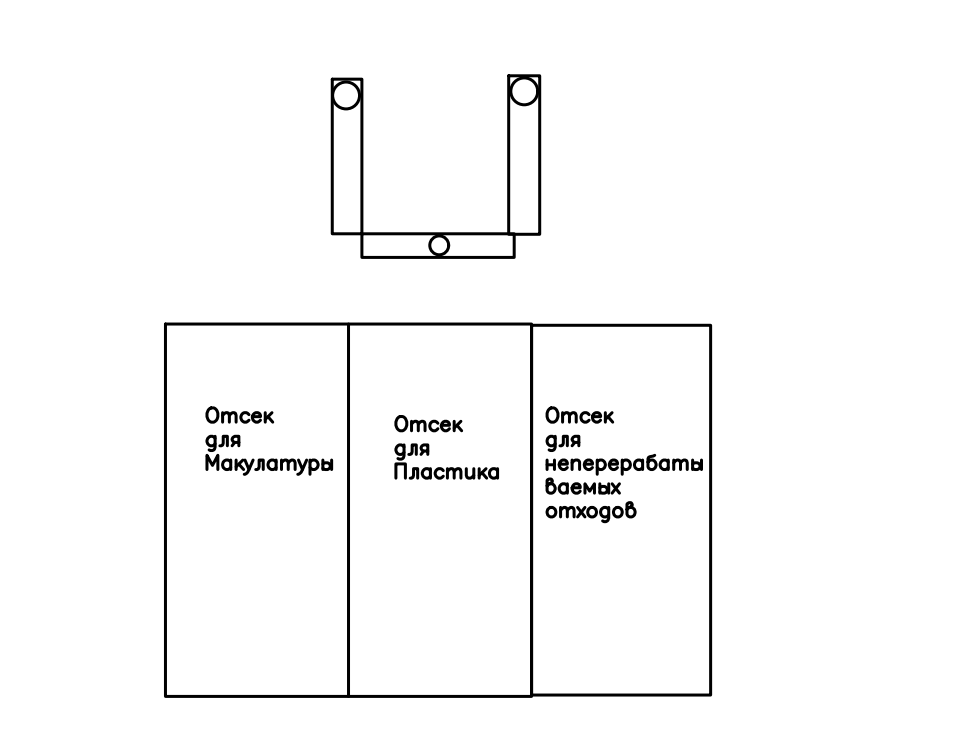 Отсек
для
Макулатуры
Отсек
для
Пластика
Отсек
для
неперерабаты
ваемых
отходов